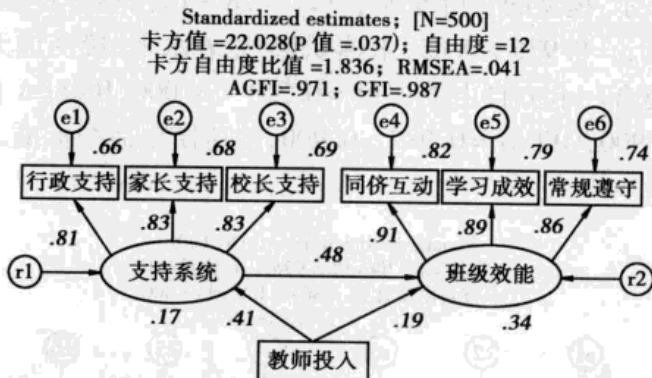 Standardized estimates; [N=500]
卡方值=22.028(p 值=.037); 自由度=12
卡方自由度比值=1.836; RMSEA=.041
AGFI=.971; GFI=.987
e1 e2 e3 e4 e5 e6
.66 .68 .69 .82 .79 .74
行政支持 家长支持 校长支持 同侪互动 学习成效 常规遵守
.81 .83 .83 .91 .89 .86
r1 支持系统 .48 班级效能 r2
.17 .41 .19 .34
教师投入